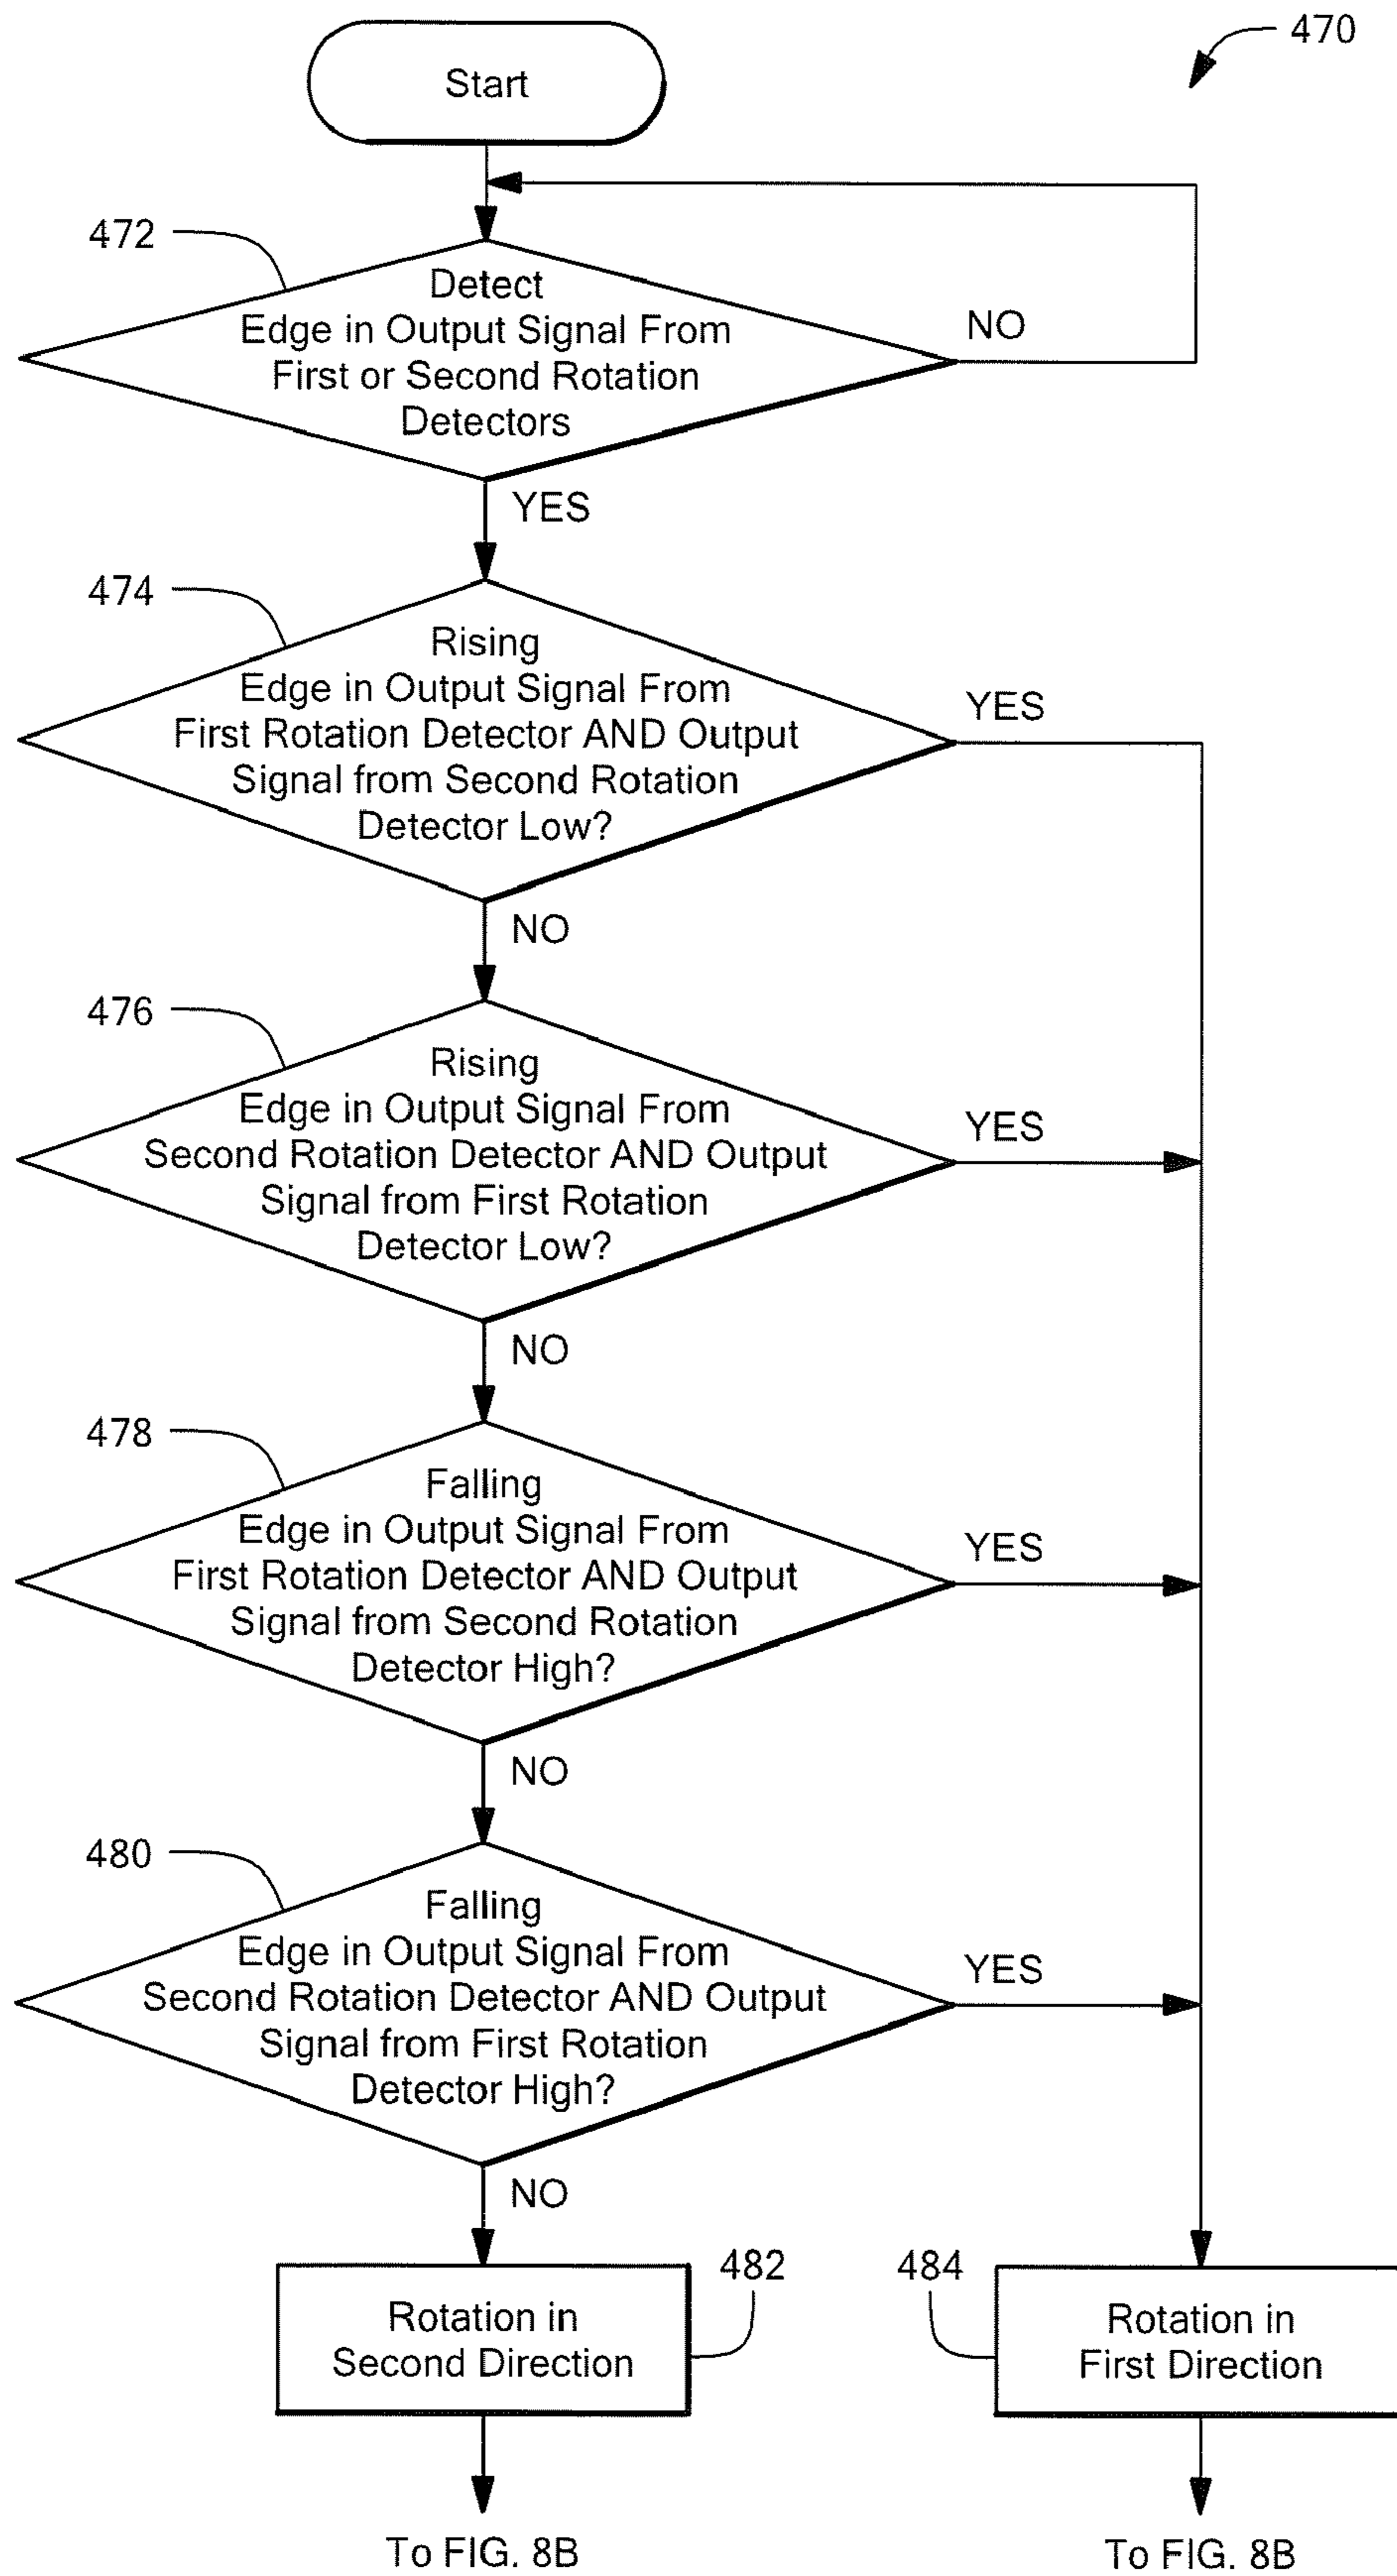 470
Start
472
Detect
Edge in Output Signal From
First or Second Rotation
Detectors
NO
YES
474
Rising
Edge in Output Signal From
First Rotation Detector AND Output
Signal from Second Rotation
Detector Low?
YES
NO
476
Rising
Edge in Output Signal From
Second Rotation Detector AND Output
Signal from First Rotation
Detector Low?
YES
NO
478
Falling
Edge in Output Signal From
First Rotation Detector AND Output
Signal from Second Rotation
Detector High?
YES
NO
480
Falling
Edge in Output Signal From
Second Rotation Detector AND Output
Signal from First Rotation
Detector High?
YES
NO
482
Rotation in
Second Direction
484
Rotation in
First Direction
To FIG. 8B
To FIG. 8B